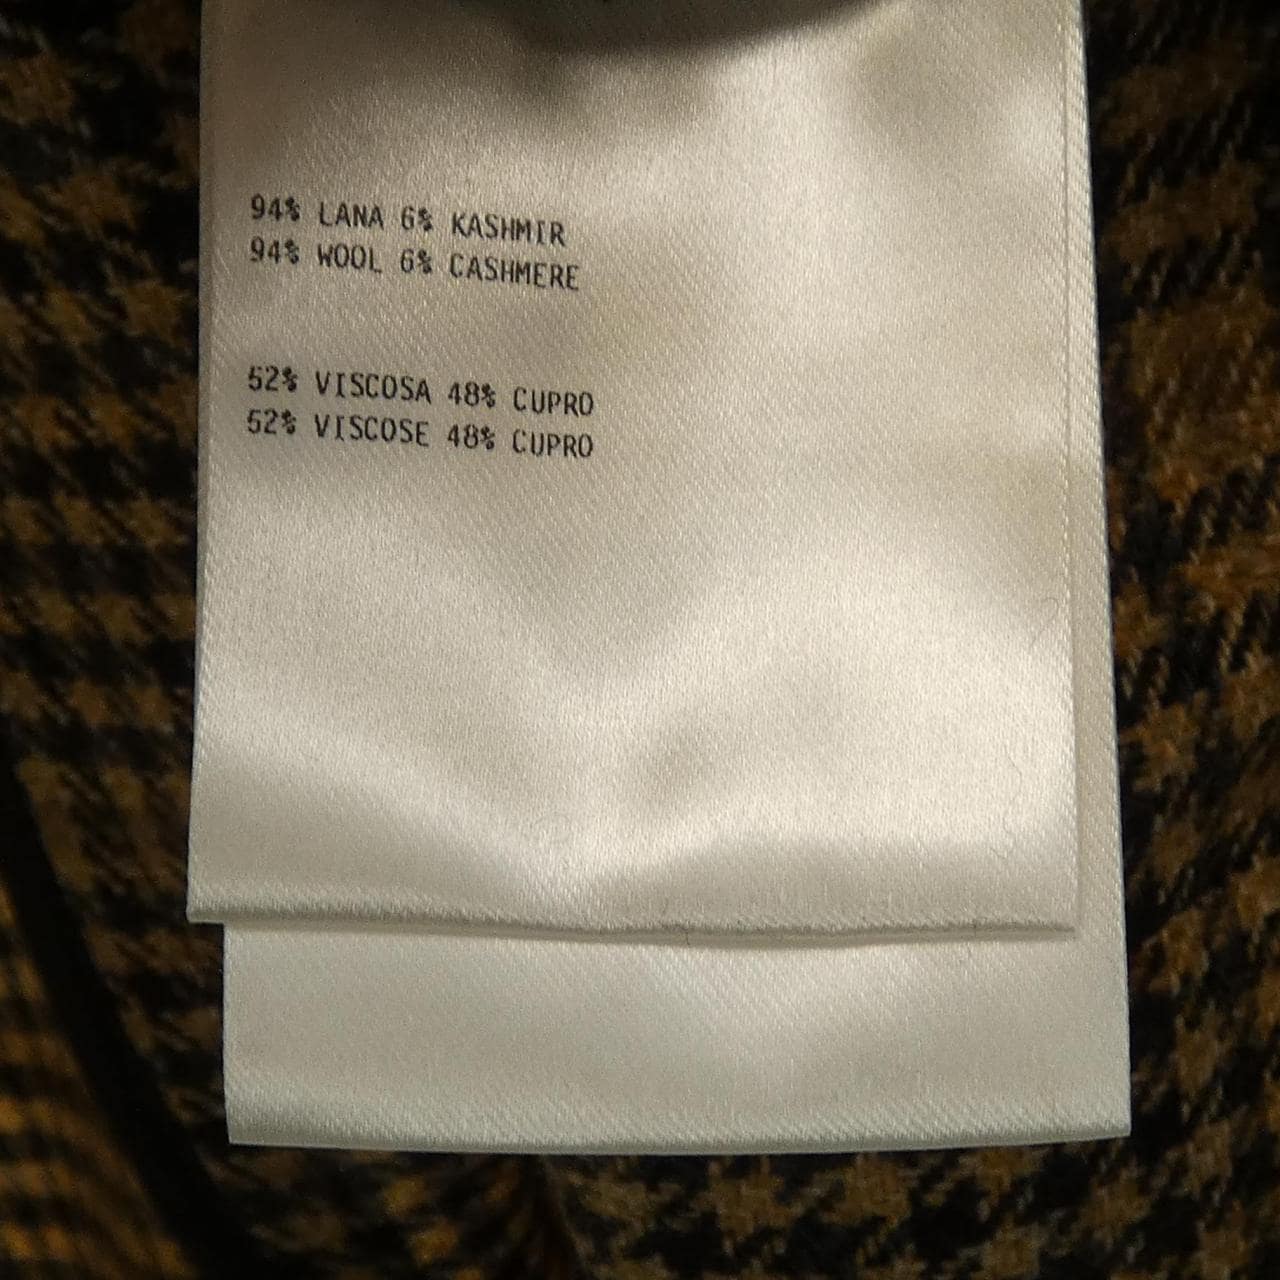 94% LANA 6% KASHMIR
94% WOOL 6% CASHMERE
52% VISCOSA 48% CUPRO
52% VISCOSE 48% CUPRO